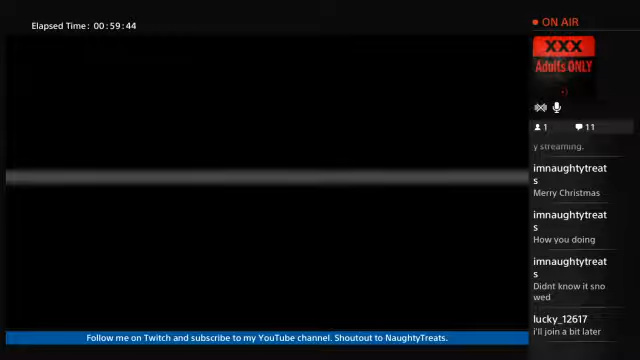 Elapsed Time: 00:59:44
ON AIR
XXX
Adults ONLY
:)
1
11
y streaming.
imnaughtytreat
s
Merry Christmas
imnaughtytreat
s
How you doing
imnaughtytreat
s
Didnt know it sno
wed
lucky_12617
i'll join a bit later
Follow me on Twitch and subscribe to my YouTube channel. Shoutout to NaughtyTreats.